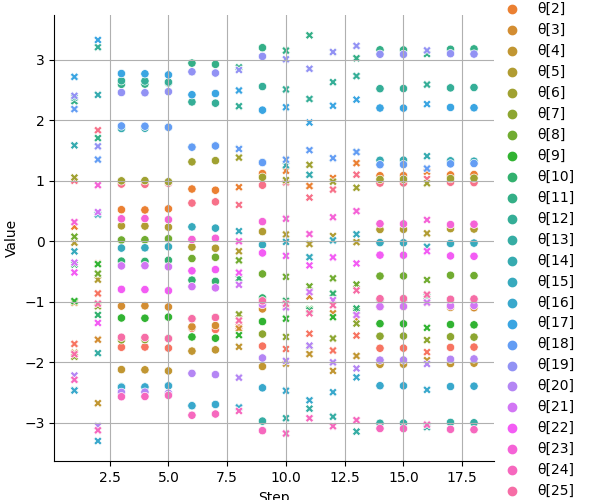 Value
3
2
1
0
−1
−2
−3
2.5
5.0
7.5
10.0
12.5
15.0
17.5
Step
θ[2]
θ[3]
θ[4]
θ[5]
θ[6]
θ[7]
θ[8]
θ[9]
θ[10]
θ[11]
θ[12]
θ[13]
θ[14]
θ[15]
θ[16]
θ[17]
θ[18]
θ[19]
θ[20]
θ[21]
θ[22]
θ[23]
θ[24]
θ[25]